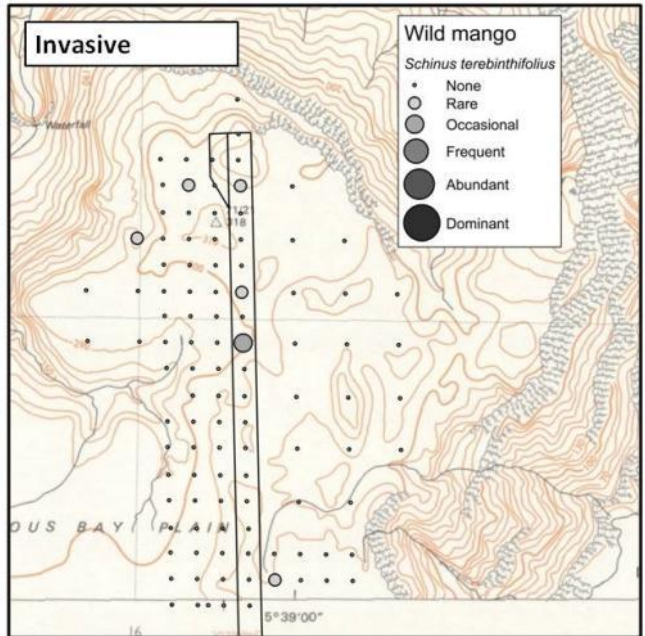 Invasive
Wild mango
Schinus terebinthifolius
None
Rare
Occasional
Frequent
Abundant
Dominant
Waterfall
200
318
OUS BAY PLAIN
5°39'00"
16